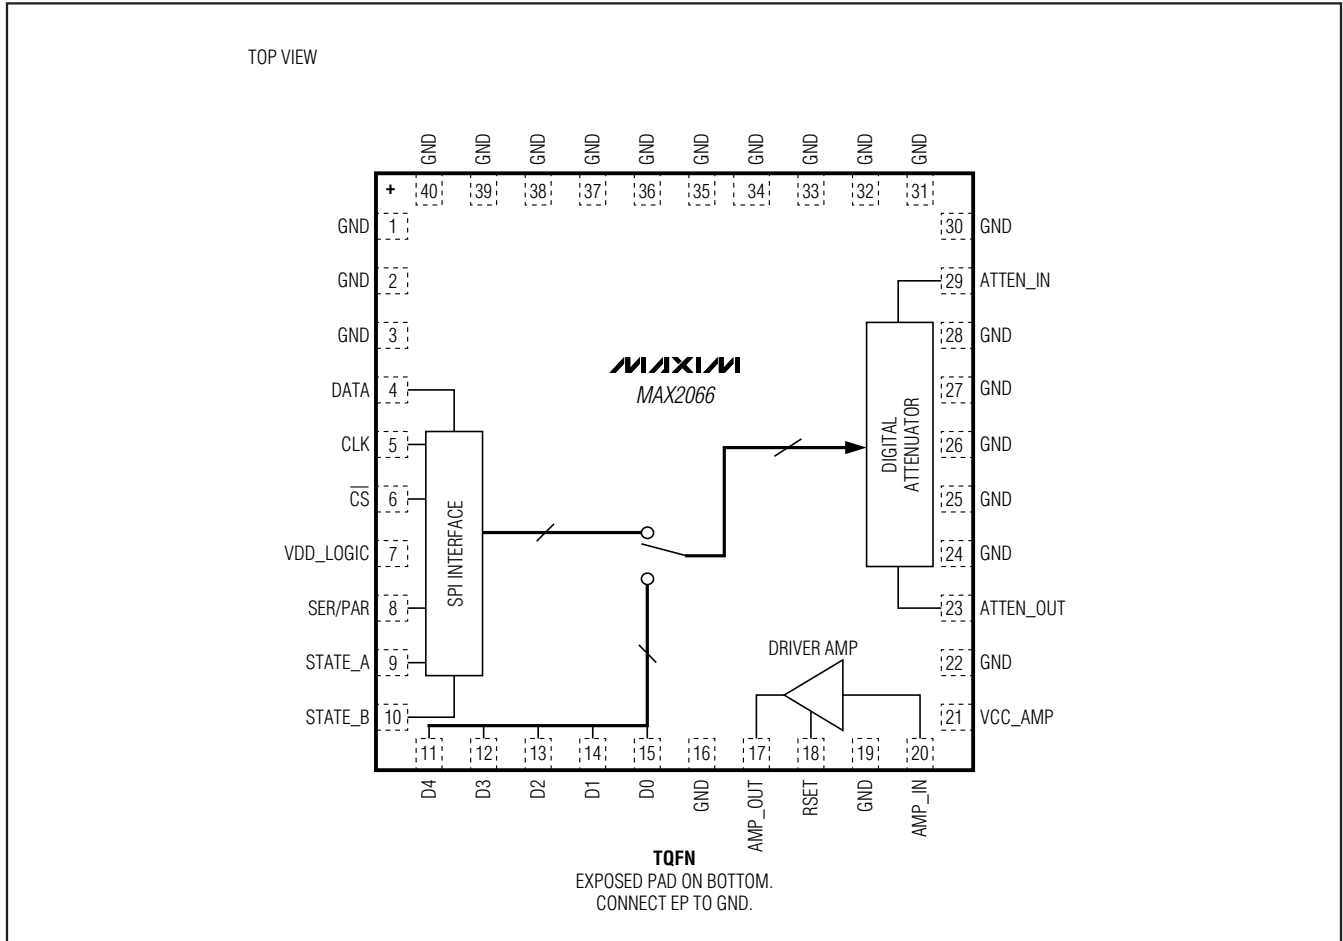 TOP VIEW
GND GND GND GND GND GND GND GND GND GND
+ 40 39 38 37 36 35 34 33 32 31
GND 1 30 GND
GND 2 29 ATTEN_IN
GND 3 28 GND
MAXIM
MAX2066
DATA 4 27 GND
CLK 5 26 GND
DIGITAL
ATTENUATOR
CS 6 25 GND
SPI INTERFACE
VDD_LOGIC 7 24 GND
SER/PAR 8 23 ATTEN_OUT
DRIVER AMP
STATE_A 9 22 GND
STATE_B 10 21 VCC_AMP
11 12 13 14 15 16 17 18 19 20
D4 D3 D2 D1 D0 GND AMP_OUT RSET GND AMP_IN
TQFN
EXPOSED PAD ON BOTTOM.
CONNECT EP TO GND.